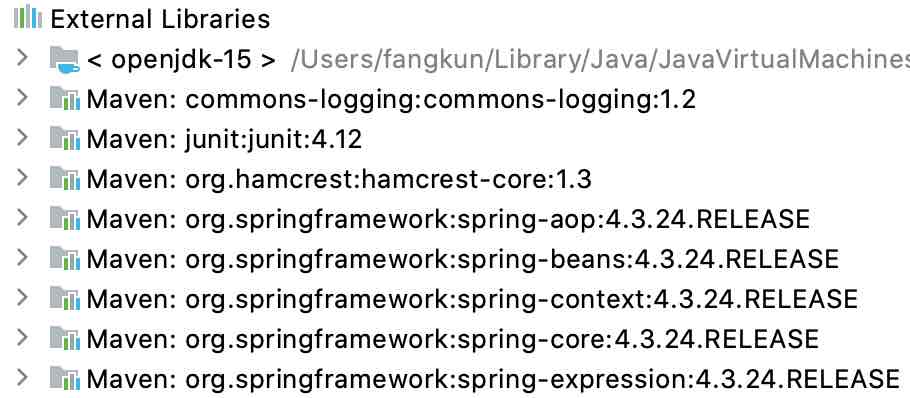 External Libraries
< openjdk-15 > /Users/fangkun/Library/Java/JavaVirtualMachines
Maven: commons-logging:commons-logging:1.2
Maven: junit:junit:4.12
Maven: org.hamcrest:hamcrest-core:1.3
Maven: org.springframework:spring-aop:4.3.24.RELEASE
Maven: org.springframework:spring-beans:4.3.24.RELEASE
Maven: org.springframework:spring-context:4.3.24.RELEASE
Maven: org.springframework:spring-core:4.3.24.RELEASE
Maven: org.springframework:spring-expression:4.3.24.RELEASE